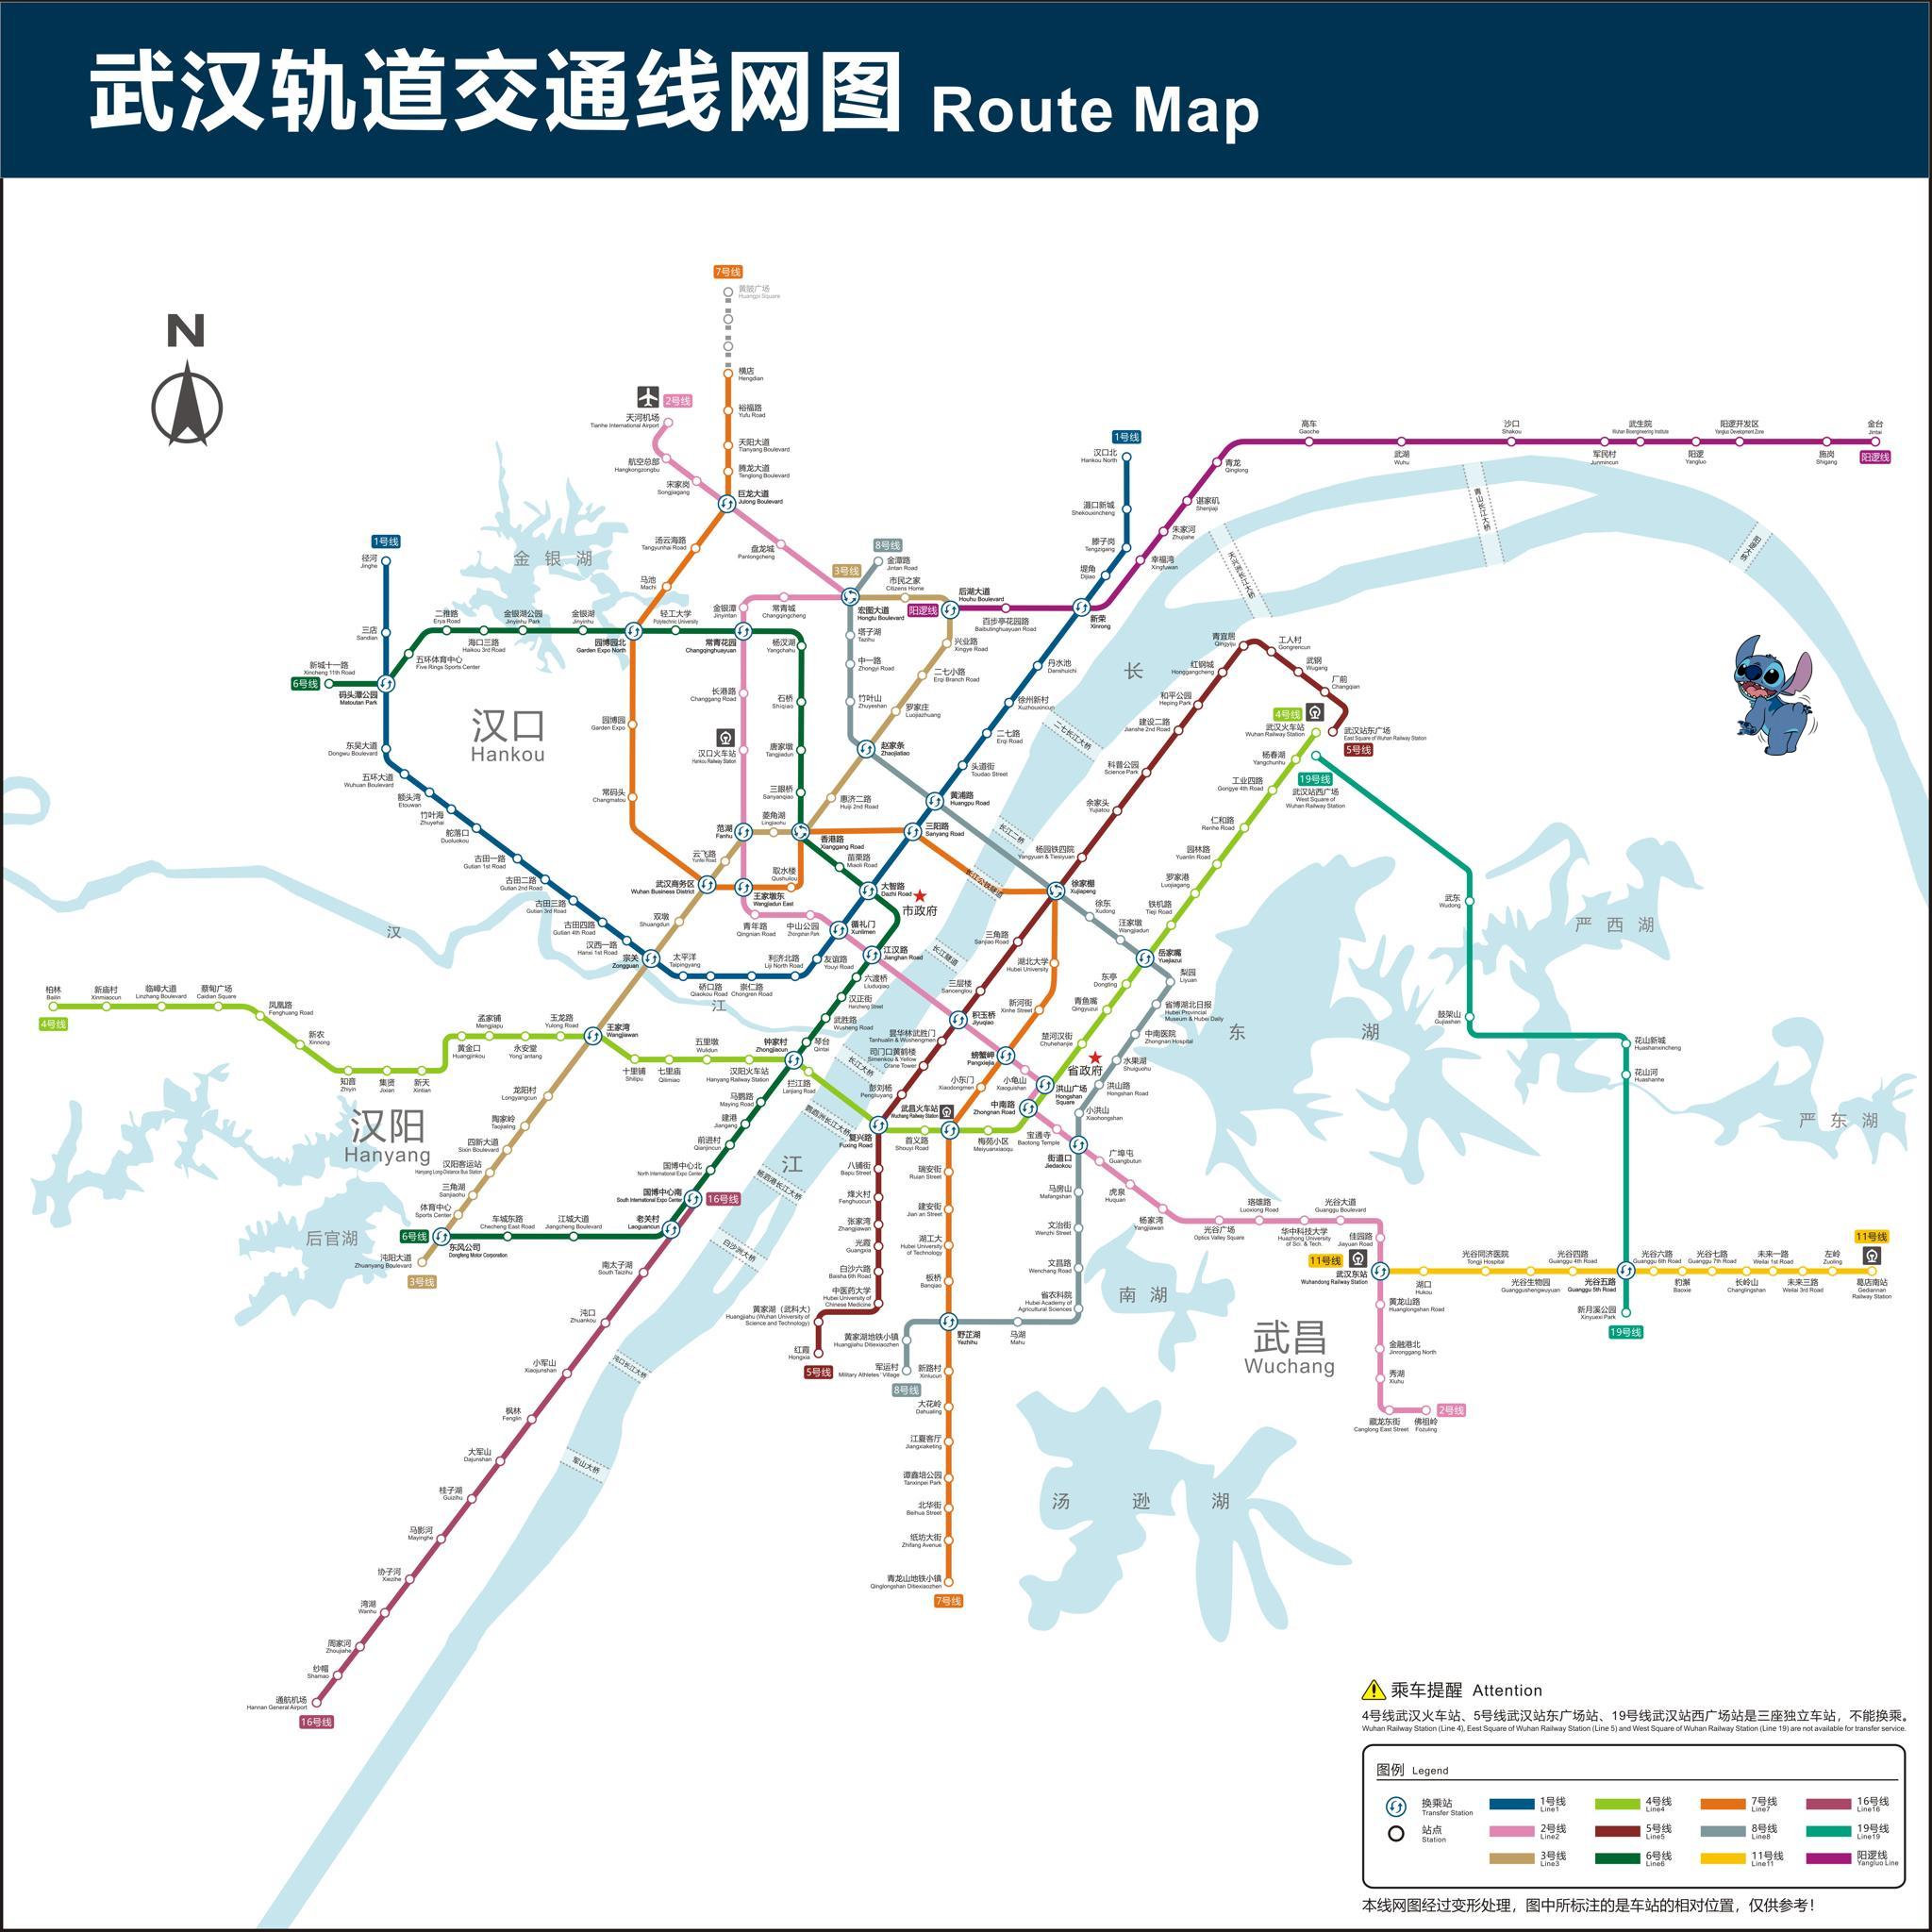 武汉轨道交通线网图 Route Map
N
7号线
黄陂广场
Huangpi Square
横店
Hengdian
裕福路
Yufu Road
天阳大道
Tianyang Boulevard
腾龙大道
Tenglong Boulevard
巨龙大道
Julong Boulevard
2号线
天河机场
Tianhe International Airport
航空总部
Hangkongzongbu
宋家岗
Songjiagang
盘龙城
Panlongcheng
汤云海路
Tangyunhai Road
马池
Machi
金银湖
1号线
径河
Jinghe
三店
Sandian
新城十一路
Xincheng 11th Road
6号线
码头潭公园
Matoutan Park
五环体育中心
Five Rings Sports Center
二雅路
Erya Road
海口三路
Haikou 3rd Road
金银湖公园
Jinyinhu Park
金银湖
Jinyinhu
园博园北
Garden Expo North
轻工大学
Polytechnic University
常青花园
Changqinghuayuan
金银潭
Jinyintan
常青城
Changqingcheng
杨汊湖
Yangchahu
8号线
金潭路
Jintan Road
3号线
市民之家
Citizens Home
宏图大道
Hongtu Boulevard
阳逻线
后湖大道
Houhu Boulevard
百步亭花园路
Baibutinghuayuan Road
新荣
Xinrong
1号线
汉口北
Hankou North
滠口新城
Shekouxincheng
滕子岗
Tengzigang
堤角
Dijiao
幸福湾
Xingfuwan
朱家河
Zhujiahe
谌家矶
Shenjiaji
青龙
Qinglong
高车
Gaoche
武湖
Wuhu
沙口
Shakou
军民村
Junmincun
武生院
Wuhan Bioengineering Institute
阳逻
Yangluo
阳逻开发区
Yangluo Development Zone
施岗
Shigang
金台
Jintai
阳逻线
天兴洲长江大桥
青山长江大桥
阳逻大桥
长
塔子湖
Tazihu
中一路
Zhongyi Road
竹叶山
Zhuyeshan
兴业路
Xingye Road
二七小路
Erqi Branch Road
罗家庄
Luojiazhuang
赵家条
Zhaojiatiao
惠济二路
Huiji 2nd Road
丹水池
Danshuichi
徐州新村
Xuzhouxincun
二七路
Erqi Road
头道街
Toudao Street
黄浦路
Huangpu Road
三阳路
Sanyang Road
二七长江大桥
汉口
Hankou
园博园
Garden Expo
常码头
Changmatou
长港路
Changgang Road
汉口火车站
Hankou Railway Station
石桥
Shiqiao
唐家墩
Tangjiadun
三眼桥
Sanyanqiao
范湖
Fanhu
菱角湖
Lingjiaohu
香港路
Xianggang Road
云飞路
Yunfei Road
武汉商务区
Wuhan Business District
王家墩东
Wangjiadun East
取水楼
Qushuilou
苗栗路
Miaoli Road
大智路
Dazhi Road
市政府
双墩
Shuangdun
青年路
Qingnian Road
中山公园
Zhongshan Park
循礼门
Xunlimen
友谊路
Youyi Road
江汉路
Jianghan Road
六渡桥
Liuduqiao
汉正街
Hanzheng Street
武胜路
Wusheng Road
琴台
Qintai
东吴大道
Dongwu Boulevard
五环大道
Wuhuan Boulevard
额头湾
Etouwan
竹叶海
Zhuyehai
舵落口
Duoluokou
古田一路
Gutian 1st Road
古田二路
Gutian 2nd Road
古田三路
Gutian 3rd Road
古田四路
Gutian 4th Road
汉西一路
Hanxi 1st Road
宗关
Zongguan
太平洋
Taipingyang
硚口路
Qiaokou Road
崇仁路
Chongren Road
利济北路
Liji North Road
汉
江
青宜居
Qingyiju
工人村
Gongrencun
武钢
Wugang
厂前
Changqian
武汉站东广场
East Square of Wuhan Railway Station
5号线
红钢城
Honggangcheng
和平公园
Heping Park
建设二路
Jianshe 2nd Road
科普公园
Science Park
余家头
Yujiatou
杨园铁四院
Yangyuan & Tiesiyuan
徐家棚
Xujiapeng
4号线
武汉火车站
Wuhan Railway Station
杨春湖
Yangchunhu
19号线
武汉站西广场
West Square of
Wuhan Railway Station
工业四路
Gongye 4th Road
仁和路
Renhe Road
园林路
Yuanlin Road
罗家港
Luojiagang
铁机路
Tieji Road
岳家嘴
Yuejiazui
徐东
Xudong
汪家墩
Wangjiadun
长江二桥
长江公铁隧道
长江隧道
三角路
Sanjiao Road
三层楼
Sancenglou
积玉桥
Jiyuqiao
湖北大学
Hubei University
新河街
Xinhe Street
螃蟹岬
Pangxiejia
东亭
Dongting
青鱼嘴
Qingyuzui
楚河汉街
Chuhehanjie
梨园
Liyuan
省博湖北日报
Hubei Provincial
Museum & Hubei Daily
中南医院
Zhongnan Hospital
水果湖
Shuiguohu
洪山路
Hongshan Road
小洪山
Xiaohongshan
省政府
东
湖
严西湖
严东湖
武东
Wudong
鼓架山
Gujiashan
花山新城
Huashanxincheng
花山河
Huashanhe
昙华林武胜门
Tanhualin & Wushengmen
司门口黄鹤楼
Simenkou & Yellow
Crane Tower
彭刘杨
Pengliuyang
复兴路
Fuxing Road
小东门
Xiaodongmen
小龟山
Xiaoguishan
洪山广场
Hongshan
Square
中南路
Zhongnan Road
武昌火车站
Wuchang Railway Station
首义路
Shouyi Road
梅苑小区
Meiyuanxiaoqu
宝通寺
Baotong Temple
街道口
Jiedaokou
广埠屯
Guangbutun
虎泉
Huquan
杨家湾
Yangjiawan
光谷广场
Optics Valley Square
珞雄路
Luoxiong Road
华中科技大学
Huazhong University
of Sci. & Tech.
光谷大道
Guanggu Boulevard
佳园路
Jiayuan Road
11号线
武汉东站
Wuhandong Railway Station
湖口
Hukou
光谷同济医院
Tongji Hospital
光谷生物园
Guanggushengwuyuan
光谷四路
Guanggu 4th Road
光谷五路
Guanggu 5th Road
光谷六路
Guanggu 6th Road
豹澥
Baoxie
光谷七路
Guanggu 7th Road
长岭山
Changlingshan
未来一路
Weilai 1st Road
未来三路
Weilai 3rd Road
左岭
Zuoling
11号线
葛店南站
Gediannan
Railway Station
新月溪公园
Xinyuexi Park
19号线
黄龙山路
Huanglongshan Road
金融港北
Jinronggang North
秀湖
Xiuhu
藏龙东街
Canglong East Street
佛祖岭
Fozuling
2号线
柏林
Bailin
4号线
新庙村
Xinmiaocun
临嶂大道
Linzhang Boulevard
蔡甸广场
Caidian Square
凤凰路
Fenghuang Road
新农
Xinnong
知音
Zhiyin
集贤
Jixian
新天
Xintian
黄金口
Huangjinkou
孟家铺
Mengjiapu
永安堂
Yong'antang
玉龙路
Yulong Road
王家湾
Wangjiawan
十里铺
Shilipu
七里庙
Qilimiao
五里墩
Wulidun
汉阳火车站
Hanyang Railway Station
钟家村
Zhongjiacun
拦江路
Lanjiang Road
长江大桥
鹦鹉洲长江大桥
杨泗港长江大桥
白沙洲大桥
沌口长江大桥
军山大桥
江
汉阳
Hanyang
后官湖
龙阳村
Longyangcun
陶家岭
Taojialing
四新大道
Sixin Boulevard
汉阳客运站
Hanyang Long-Distance Bus Station
三角湖
Sanjiaohu
体育中心
Sports Center
6号线
东风公司
Dongfeng Motor Corporation
沌阳大道
Zhuanyang Boulevard
3号线
车城东路
Checheng East Road
江城大道
Jiangcheng Boulevard
老关村
Laoguancun
国博中心南
South International Expo Center
16号线
国博中心北
North International Expo Center
前进村
Qianjincun
建港
Jiangang
马鹦路
Maying Road
南太子湖
South Taizihu
沌口
Zhuankou
小军山
Xiaojunshan
枫林
Fenglin
大军山
Dajunshan
桂子湖
Guizihu
马影河
Mayinghe
协子河
Xiezihe
湾湖
Wanhu
周家河
Zhoujiahe
纱帽
Shamao
通航机场
Hannan General Airport
16号线
八铺街
Bapu Street
烽火村
Fenghuocun
张家湾
Zhangjiawan
光霞
Guangxia
白沙六路
Baisha 6th Road
中医药大学
Hubei University of
Chinese Medicine
黄家湖（武科大）
Huangjiahu (Wuhan University of
Science and Technology)
红霞
Hongxia
5号线
瑞安街
Ruian Street
建安街
Jian an Street
湖工大
Hubei University
of Technology
板桥
Banqiao
野芷湖
Yezhihu
马湖
Mahu
黄家湖地铁小镇
Huangjiahu Ditiexiaozhen
军运村
Military Athletes' Village
8号线
马房山
Mafangshan
文治街
Wenzhi Street
文昌路
Wenchang Road
省农科院
Hubei Academy of
Agricultural Sciences
南湖
武昌
Wuchang
新路村
Xinlucun
大花岭
Dahualing
江夏客厅
Jiangxiaketing
谭鑫培公园
Tanxinpei Park
北华街
Beihua Street
纸坊大街
Zhifang Avenue
青龙山地铁小镇
Qinglongshan Ditiexiaozhen
7号线
汤 逊 湖
乘车提醒 Attention
4号线武汉火车站、5号线武汉站东广场站、19号线武汉站西广场站是三座独立车站，不能换乘。
Wuhan Railway Station (Line 4), Eest Square of Wuhan Railway Station (Line 5) and West Square of Wuhan Railway Station (Line 19) are not available for transfer service.
图例 Legend
换乘站
Transfer Station
站点
Station
1号线
Line1
4号线
Line4
7号线
Line7
16号线
Line16
2号线
Line2
5号线
Line5
8号线
Line8
19号线
Line19
3号线
Line3
6号线
Line6
11号线
Line11
阳逻线
Yangluo Line
本线网图经过变形处理，图中所标注的是车站的相对位置，仅供参考！